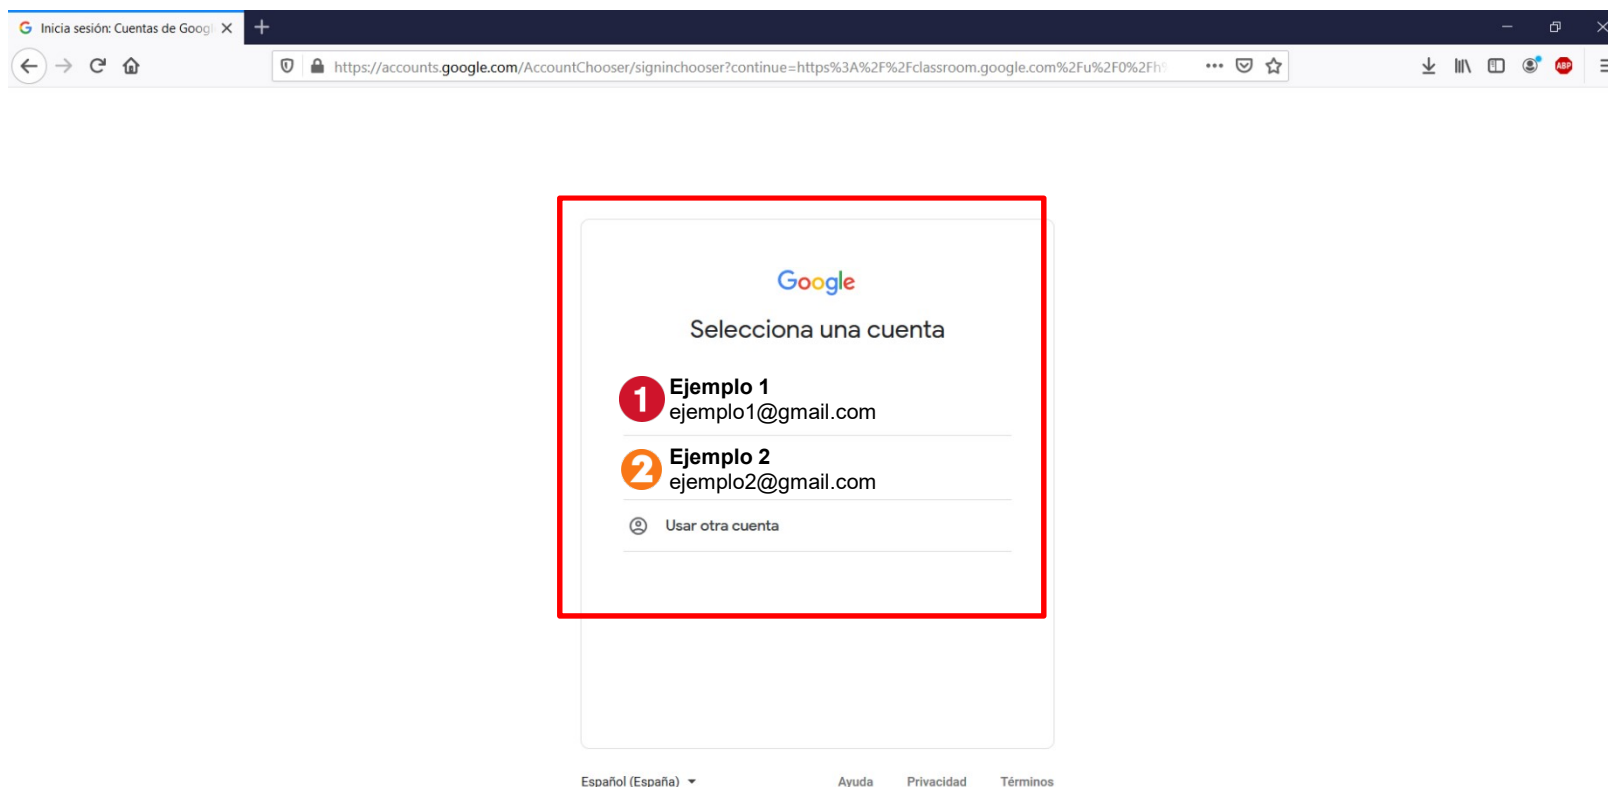 Inicia sesión: Cuentas de Googl
https://accounts.google.com/AccountChooser/signinchooser?continue=https%3A%2F%2Fclassroom.google.com%2Fu%2F0%2Fh
ABP
Google
Selecciona una cuenta
1 Ejemplo 1
ejemplo1@gmail.com
2 Ejemplo 2
ejemplo2@gmail.com
Usar otra cuenta
Español (España) Ayuda Privacidad Términos